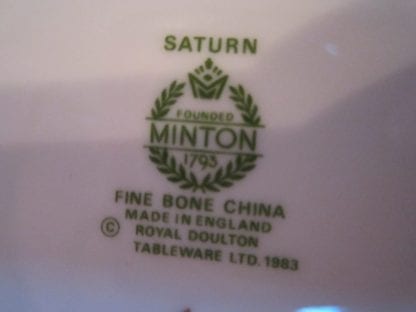 SATURN
FOUNDED
MINTON
1793
FINE BONE CHINA
MADE IN ENGLAND
© ROYAL DOULTON
TABLEWARE LTD. 1983